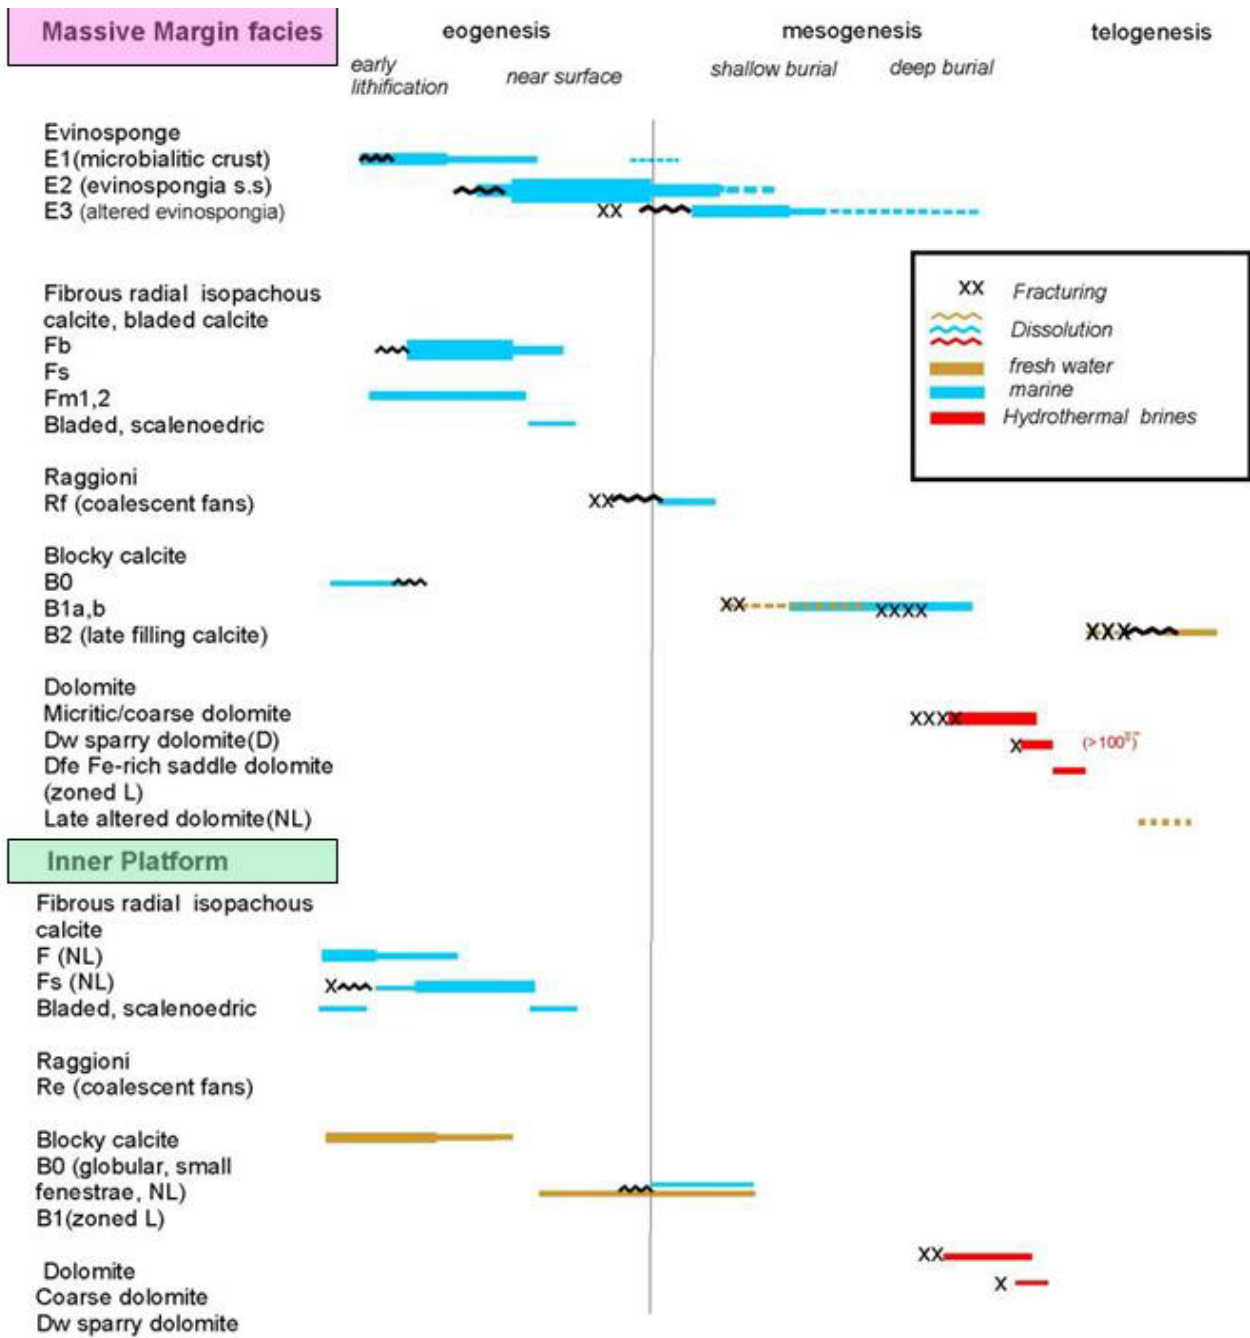 Massive Margin facies
eogenesis
mesogenesis
telogenesis
early
lithification
near surface
shallow burial
deep burial
Evinosponge
E1(microbialitic crust)
E2 (evinospongia s.s)
E3 (altered evinospongia)
XX
Fibrous radial isopachous
calcite, bladed calcite
Fb
Fs
Fm1,2
Bladed, scalenoedric
XX Fracturing
Dissolution
fresh water
marine
Hydrothermal brines
Raggioni
Rf (coalescent fans)
XX
Blocky calcite
B0
B1a,b
XX
XXXX
B2 (late filling calcite)
XXX
Dolomite
Micritic/coarse dolomite
XXXX
Dw sparry dolomite(D)
X
(>100°)
Dfe Fe-rich saddle dolomite
(zoned L)
Late altered dolomite(NL)
Inner Platform
Fibrous radial isopachous
calcite
F (NL)
Fs (NL)
X
Bladed, scalenoedric
Raggioni
Re (coalescent fans)
Blocky calcite
B0 (globular, small
fenestrae, NL)
B1(zoned L)
XX
Dolomite
X
Coarse dolomite
Dw sparry dolomite